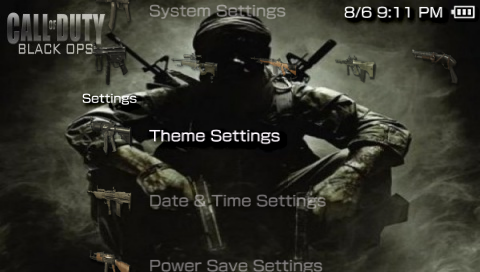 System Settings
8/6 9:11 PM
CALL OF DUTY
BLACK OPS
Settings
Theme Settings
Date & Time Settings
Power Save Settings